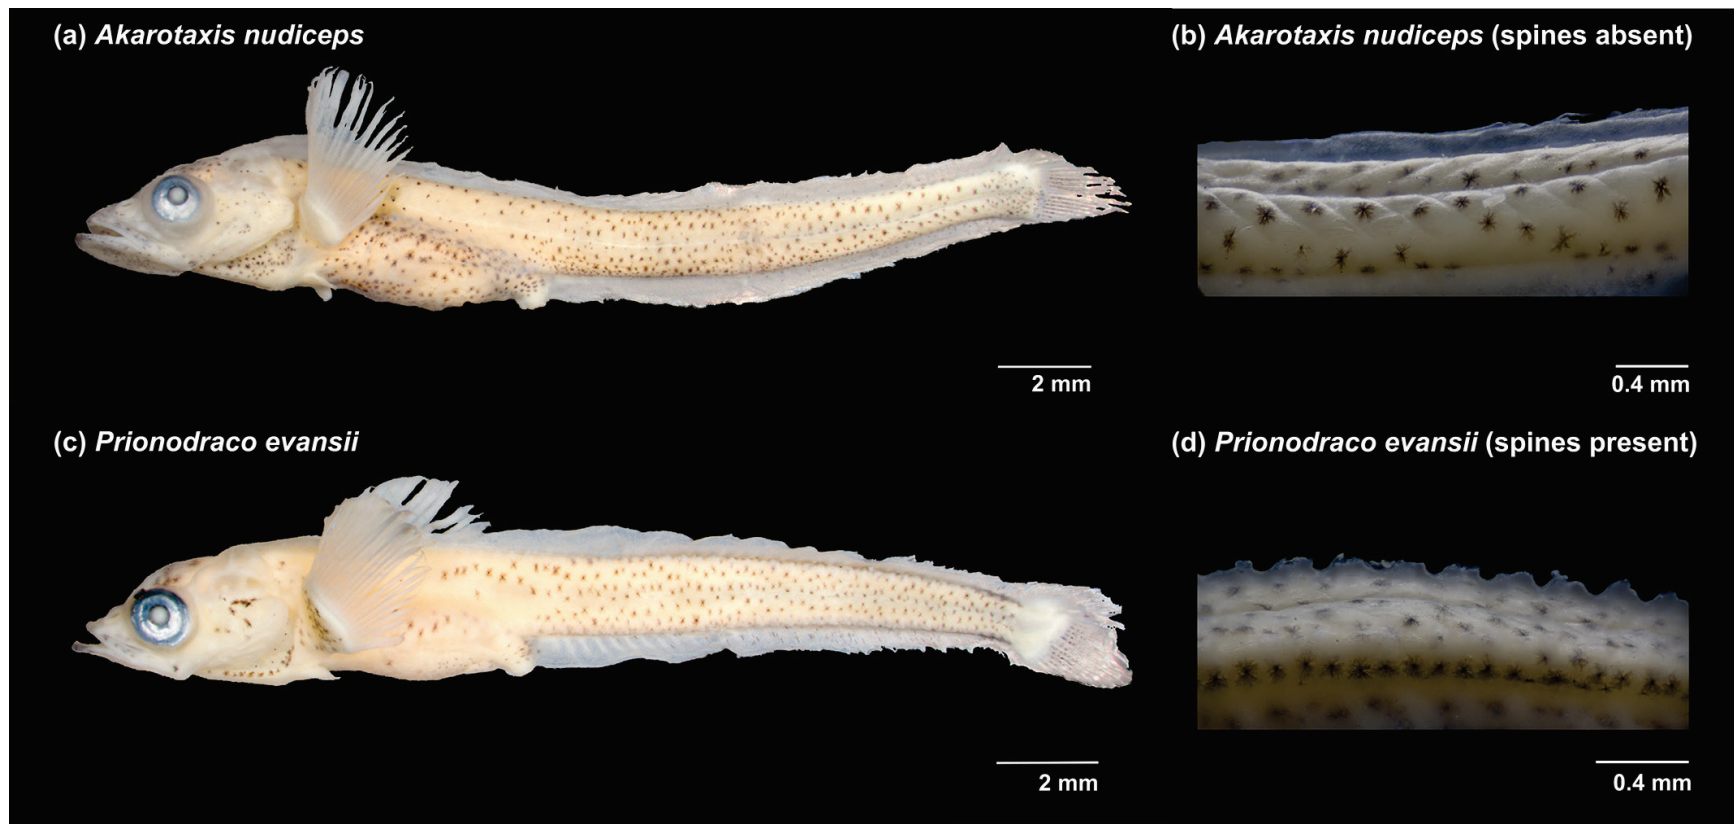 (a) Akarotaxis nudiceps
(b) Akarotaxis nudiceps (spines absent)
2 mm
0.4 mm
(c) Prionodraco evansii
(d) Prionodraco evansii (spines present)
2 mm
0.4 mm